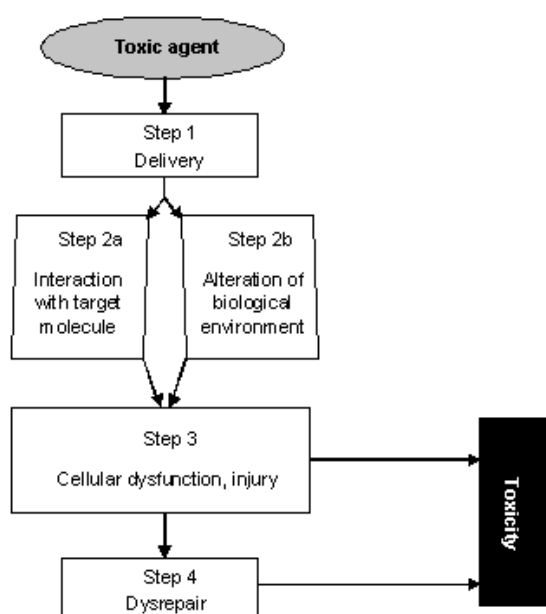 Toxic agent
Step 1
Delivery
Step 2a
Interaction
with target
molecule
Step 2b
Alteration of
biological
environment
Step 3
Cellular dysfunction, injury
Toxicity
Step 4
Dysrepair